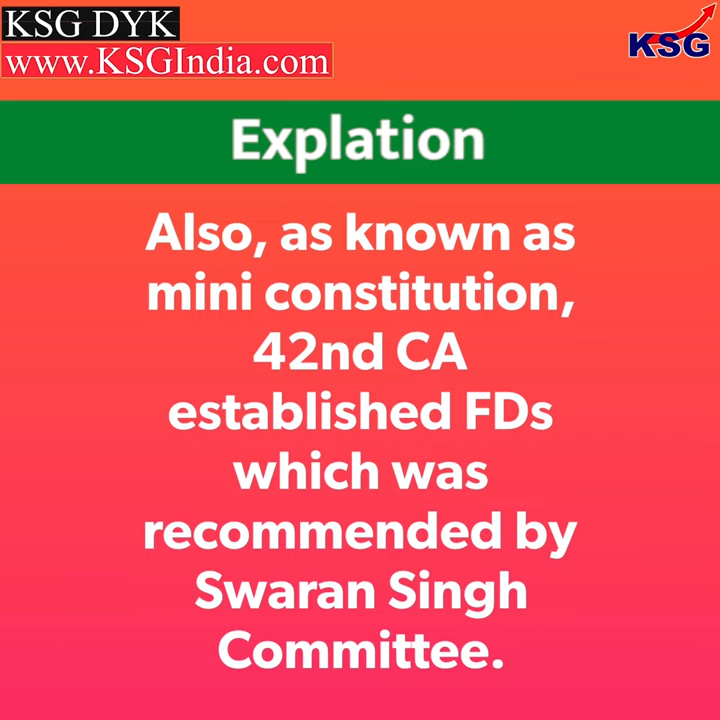 KSG DYK
www.KSGIndia.com
KSG
Explation
Also, as known as
mini constitution,
42nd CA
established FDs
which was
recommended by
Swaran Singh
Committee.